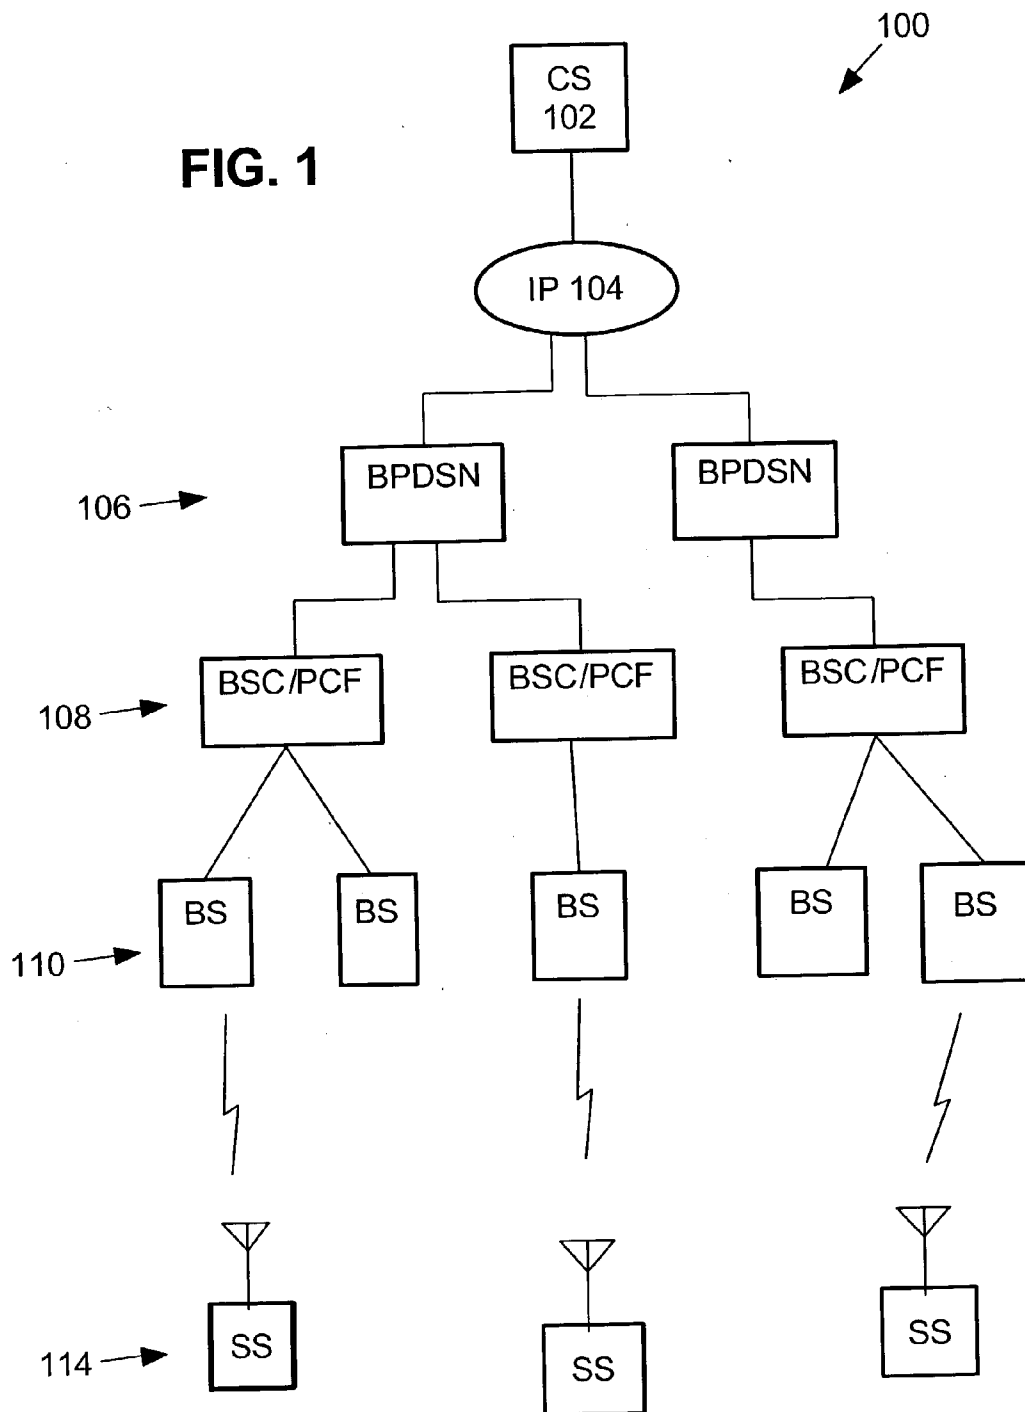 100
CS
102
FIG. 1
IP 104
BPDSN
BPDSN
106
BSC/PCF
BSC/PCF
BSC/PCF
108
BS
BS
BS
BS
BS
110
SS
SS
SS
114